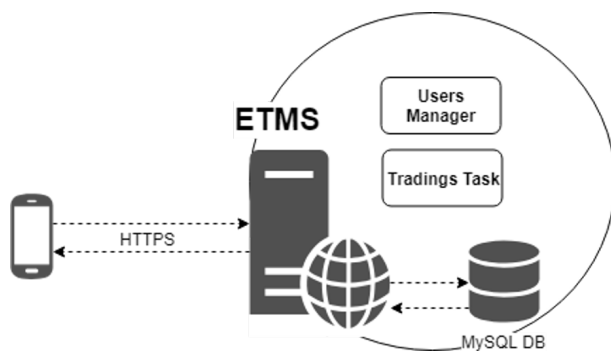 Users
Manager
ETMS
Tradings Task
HTTPS
MySQL DB